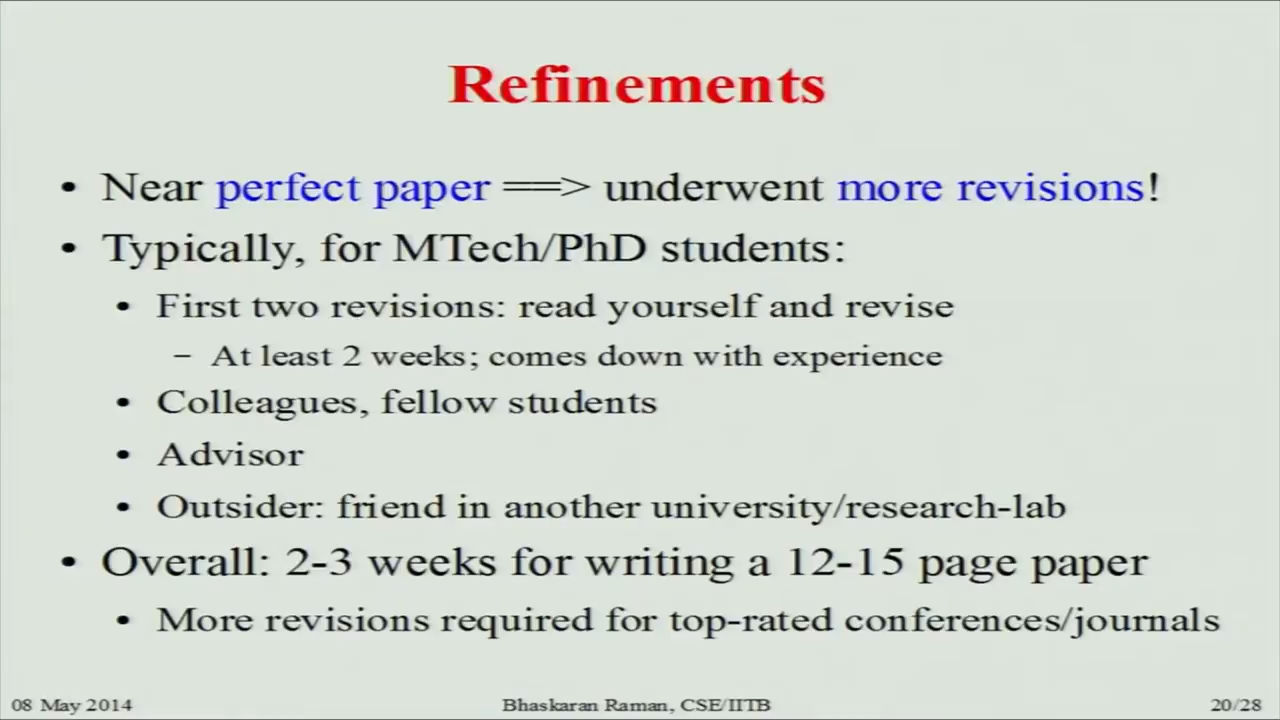 Refinements
• Near perfect paper ==> underwent more revisions!
• Typically, for MTech/PhD students:
• First two revisions: read yourself and revise
– At least 2 weeks; comes down with experience
• Colleagues, fellow students
• Advisor
• Outsider: friend in another university/research-lab
• Overall: 2-3 weeks for writing a 12-15 page paper
• More revisions required for top-rated conferences/journals
08 May 2014 Bhaskaran Raman, CSE/IITB 20/28